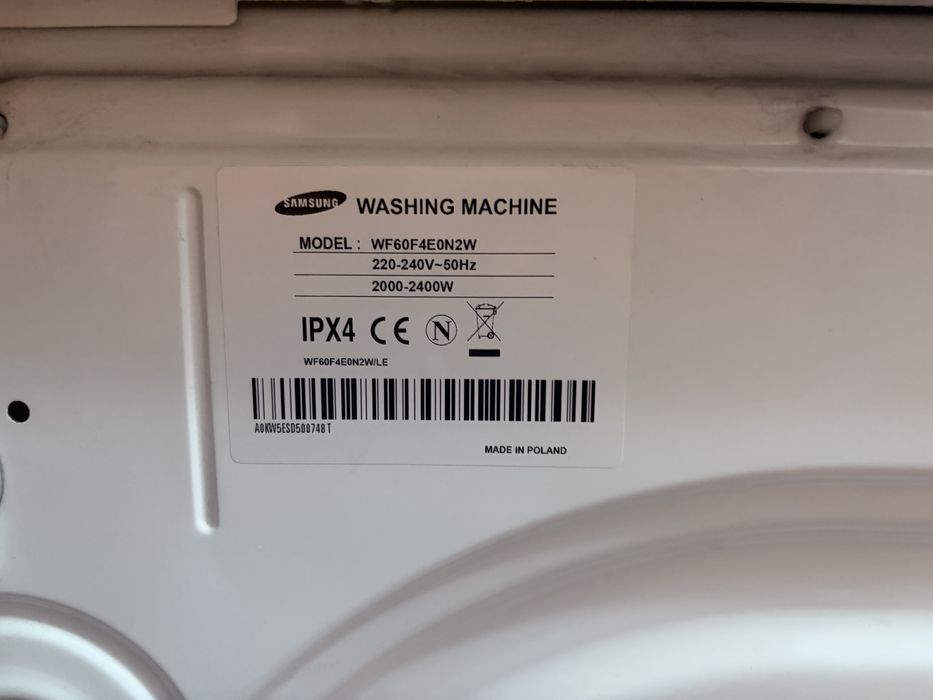 SAMSUNG WASHING MACHINE
MODEL : WF60F4E0N2W
220-240V~50Hz
2000-2400W
IPX4 CE N
WF60F4E0N2W/LE
A0KW5ESD500748T
MADE IN POLAND